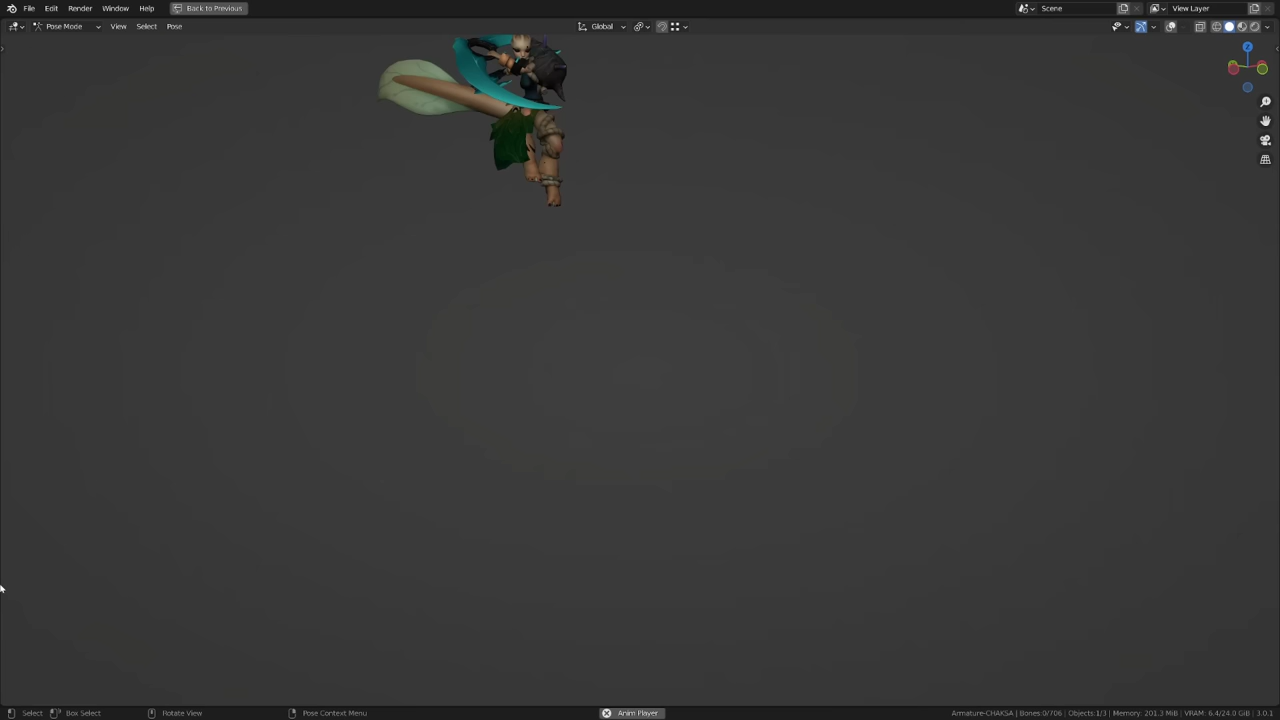 File Edit Render Window Help Back to Previous Scene View Layer
Pose Mode View Select Pose Global
Z
Select Box Select Rotate View Pose Context Menu Anim Player Armature-CHAKSA | Bones:0/706 | Objects:1/3 | Memory: 201.3 MiB | VRAM: 6.4/24.0 GiB | 3.0.1